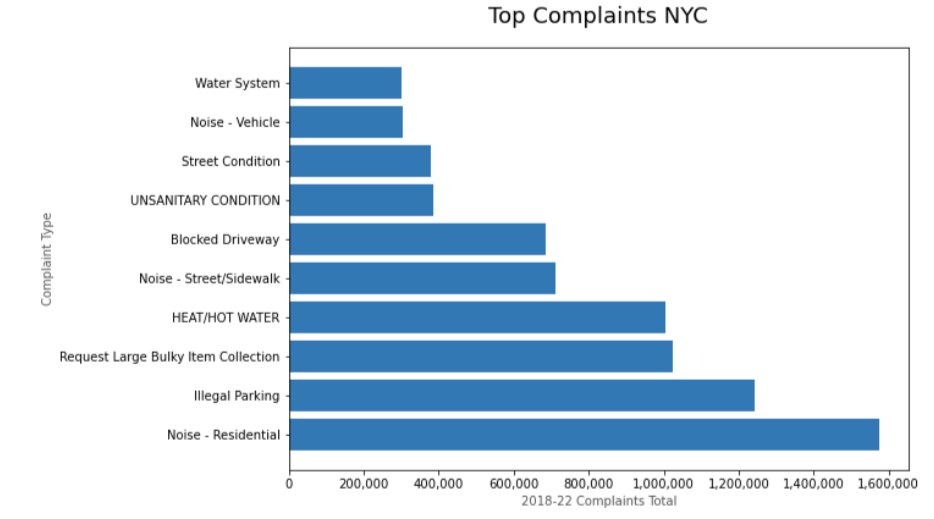 Top Complaints NYC
Water System
Noise - Vehicle
Street Condition
UNSANITARY CONDITION
Blocked Driveway
Noise - Street/Sidewalk
HEAT/HOT WATER
Request Large Bulky Item Collection
Illegal Parking
Noise - Residential
Complaint Type
0 200,000 400,000 600,000 800,000 1,000,000 1,200,000 1,400,000 1,600,000
2018-22 Complaints Total